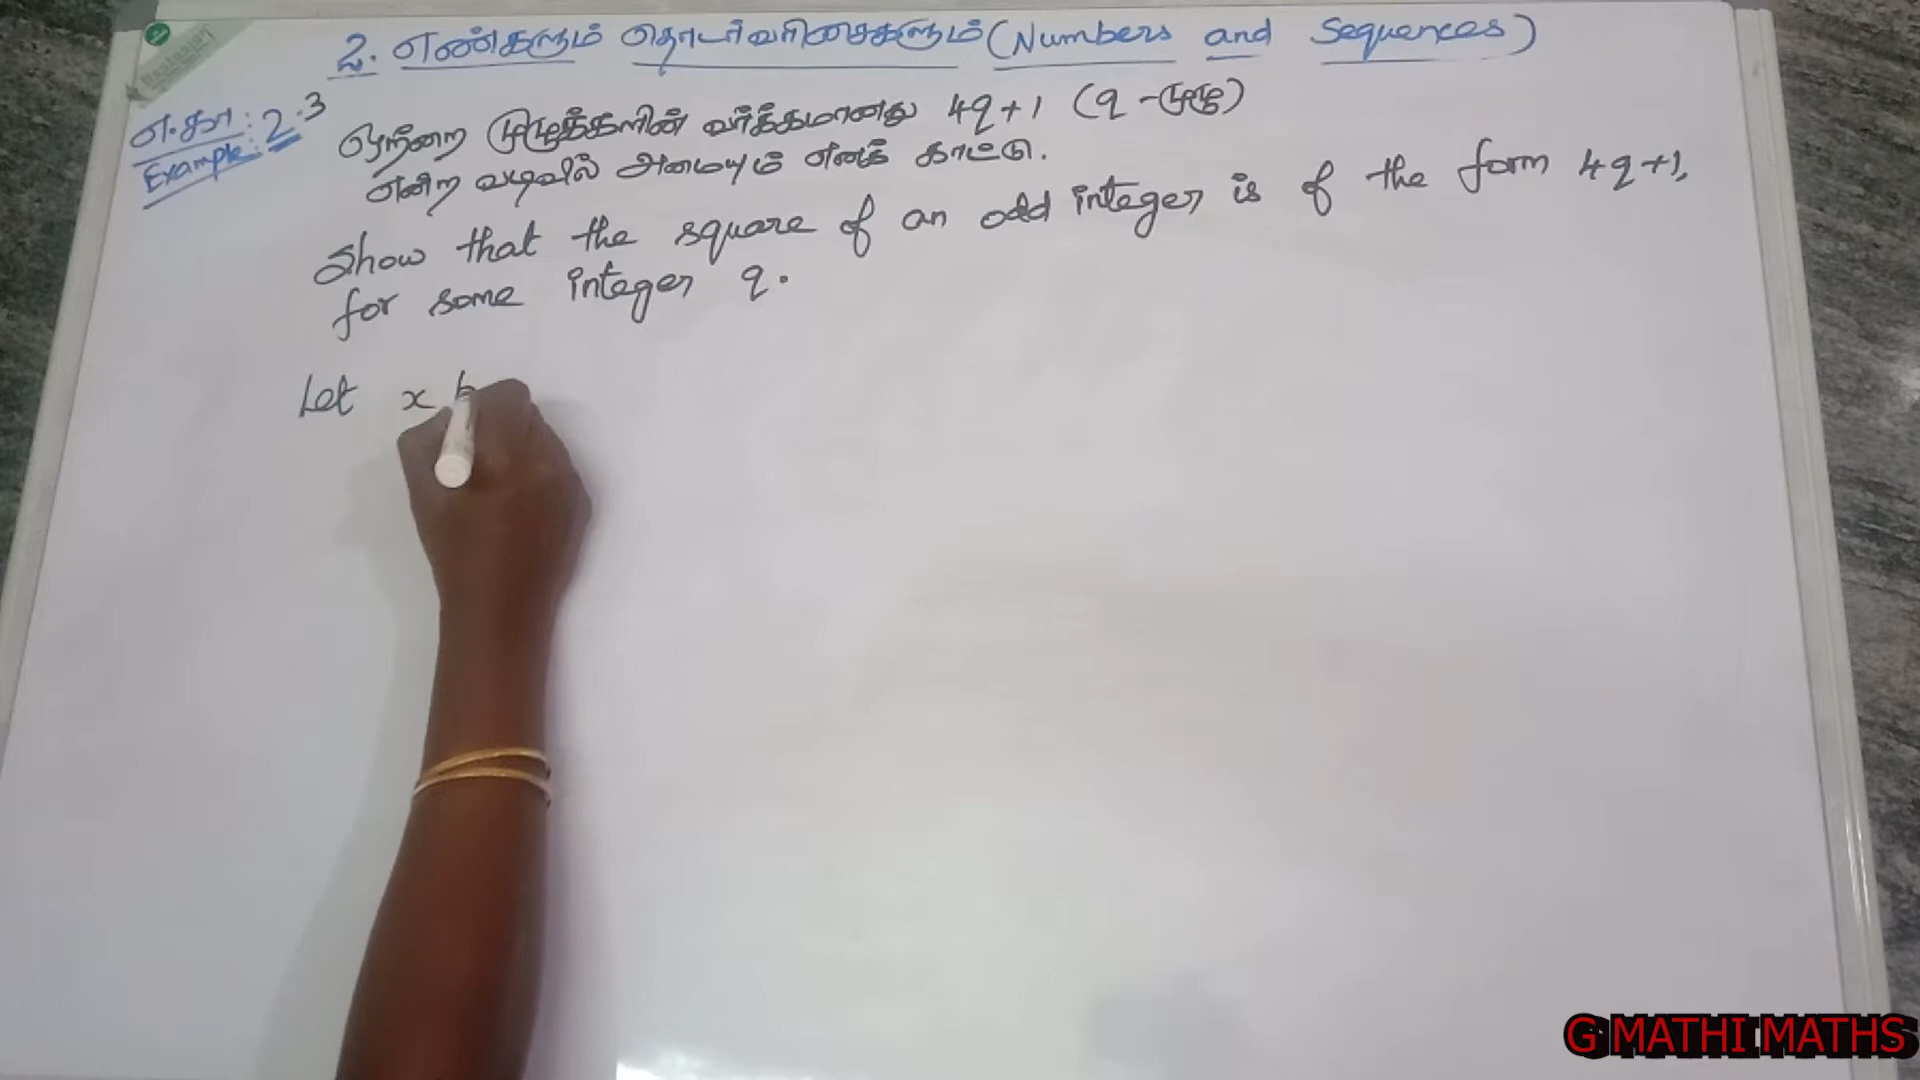 2. எண்களும் தொடர்வரிசைகளும் (Numbers and Sequences)
எ.கா: 2.3
Example:
ஒற்றை முழுக்களின் வர்க்கமானது 4q+1 (q -முழு)
என்ற வடிவில் அமையும் எனக் காட்டு.
Show that the square of an odd integer is of the form 4q+1,
for some integer q.
Let x b
G MATHI MATHS